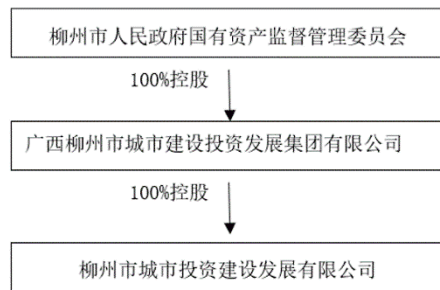 柳州市人民政府国有资产监督管理委员会
100%控股
广西柳州市城市建设投资发展集团有限公司
100%控股
柳州市城市投资建设发展有限公司